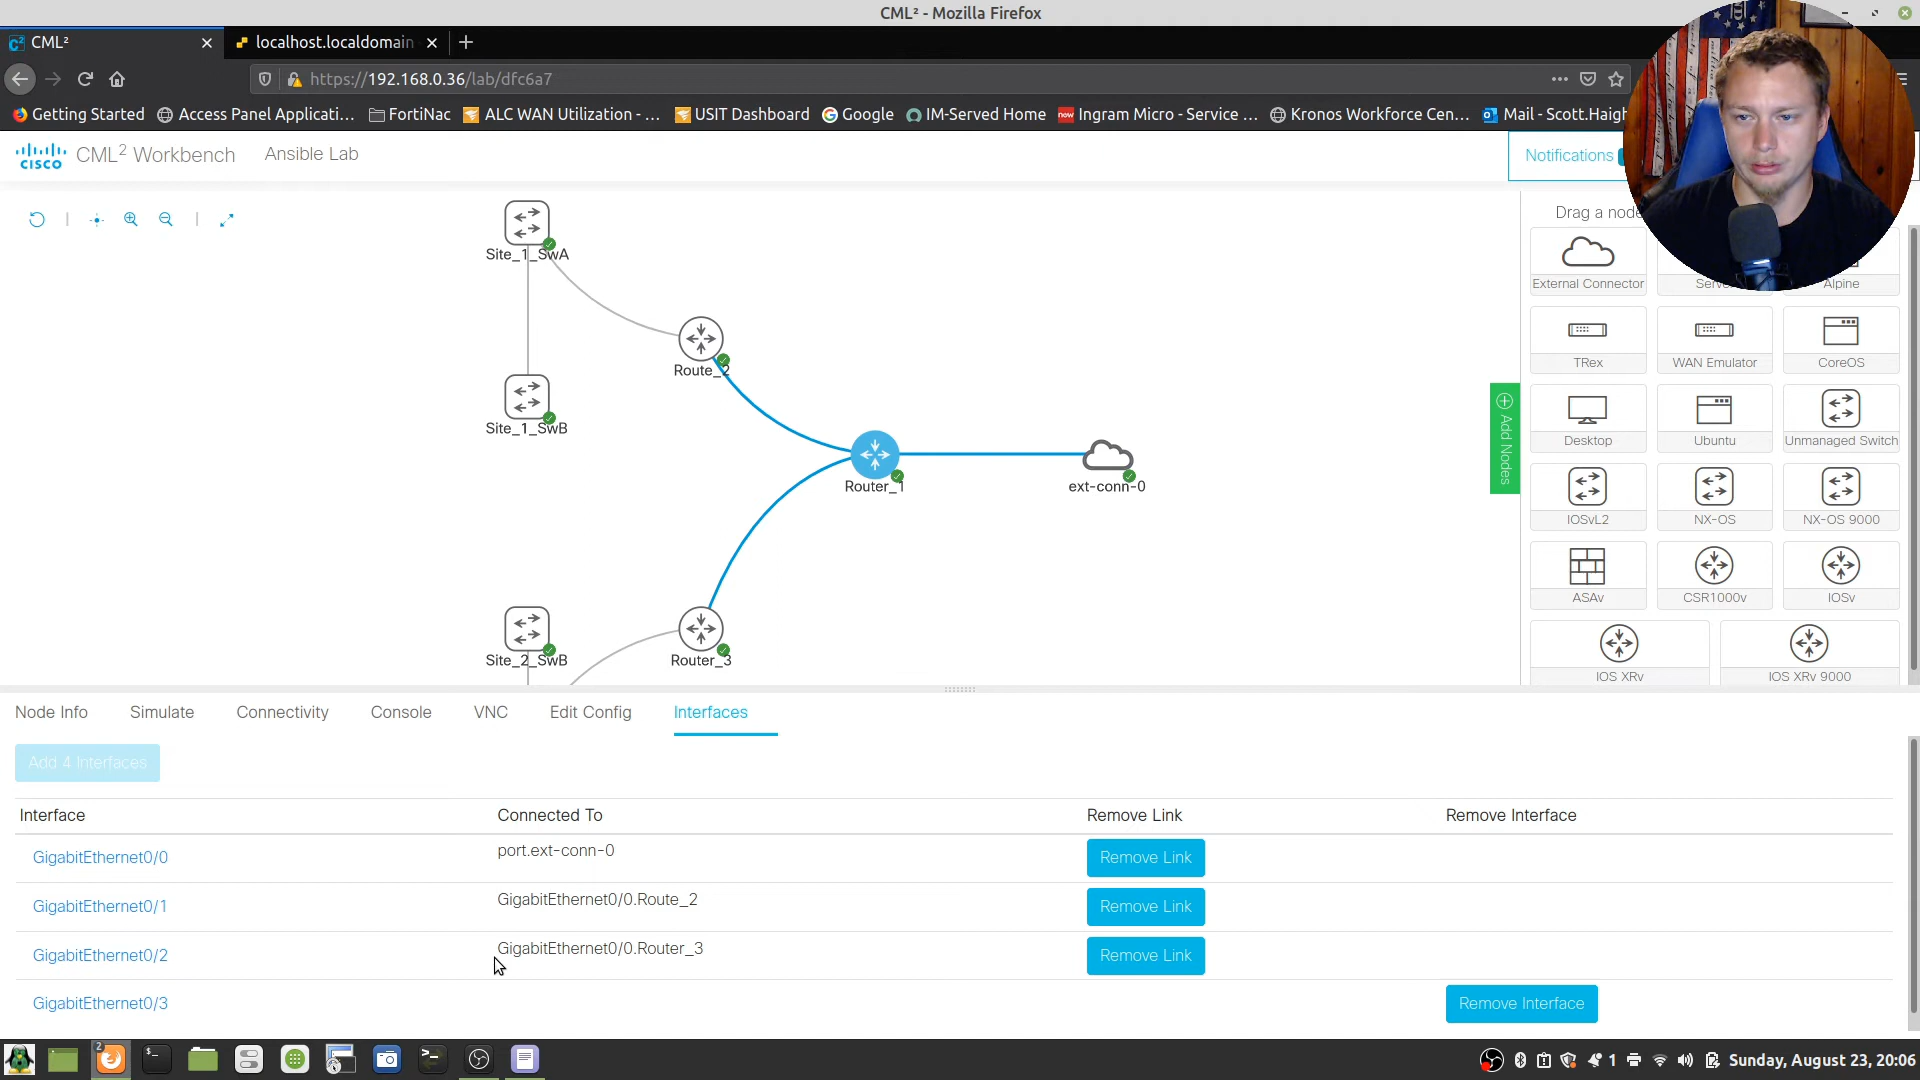 CML² - Mozilla Firefox
CML²
localhost.localdomain
https://192.168.0.36/lab/dfc6a7
Getting Started
Access Panel Applicati...
FortiNac
ALC WAN Utilization - ...
USIT Dashboard
Google
IM-Served Home
now
Ingram Micro - Service ...
Kronos Workforce Cen...
Mail - Scott.Haigh
CISCO
CML² Workbench
Ansible Lab
Notifications
Drag a node
Site_1_SwA
Route_2
Site_1_SwB
Router_1
ext-conn-0
Site_2_SwB
Router_3
Add Nodes
External Connector
Server
Alpine
TRex
WAN Emulator
CoreOS
Desktop
Ubuntu
Unmanaged Switch
IOSvL2
NX-OS
NX-OS 9000
ASAv
CSR1000v
IOSv
IOS XRv
IOS XRv 9000
Node Info
Simulate
Connectivity
Console
VNC
Edit Config
Interfaces
Add 4 Interfaces
Interface
Connected To
Remove Link
Remove Interface
GigabitEthernet0/0
port.ext-conn-0
Remove Link
GigabitEthernet0/1
GigabitEthernet0/0.Route_2
Remove Link
GigabitEthernet0/2
GigabitEthernet0/0.Router_3
Remove Link
GigabitEthernet0/3
Remove Interface
2
1
Sunday, August 23, 20:06